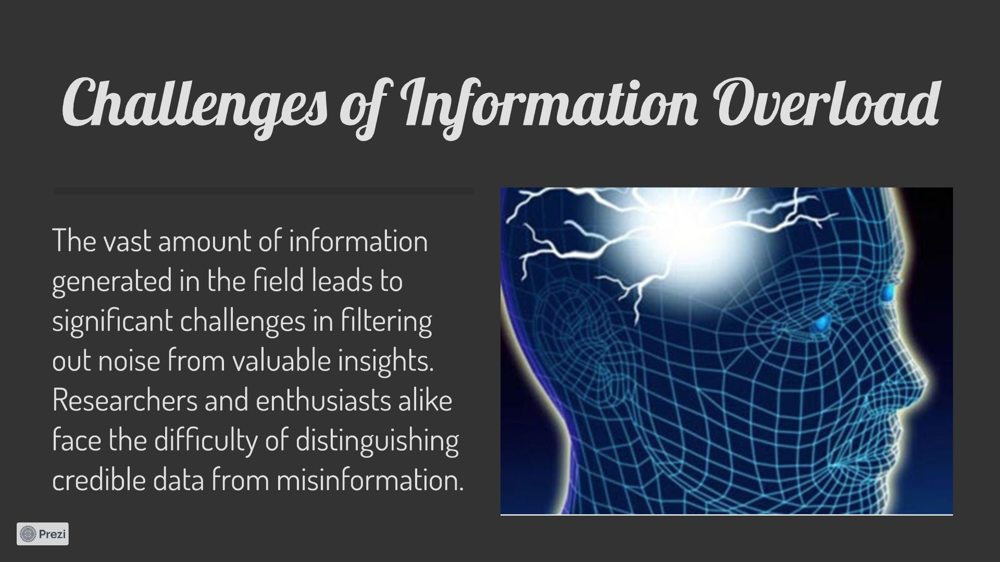 Challenges of Information Overload
The vast amount of information
generated in the field leads to
significant challenges in filtering
out noise from valuable insights.
Researchers and enthusiasts alike
face the difficulty of distinguishing
credible data from misinformation.
Prezi